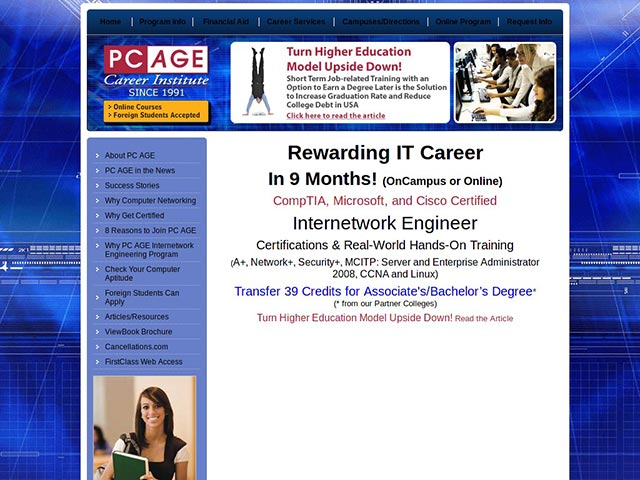 Home Program Info Financial Aid Career Services Campuses/Directions Online Program Request Info
PC AGE
Career Institute
SINCE 1991
> Online Courses
> Foreign Students Accepted
Turn Higher Education
Model Upside Down!
Short Term Job-related Training with an
Option to Earn a Degree Later is the Solution
to Increase Graduation Rate and Reduce
College Debt in USA
Click here to read the article
About PC AGE
PC AGE in the News
Success Stories
Why Computer Networking
Why Get Certified
8 Reasons to Join PC AGE
Why PC AGE Internetwork
Engineering Program
Check Your Computer
Aptitude
Foreign Students Can
Apply
Articles/Resources
ViewBook Brochure
Cancellations.com
FirstClass Web Access
Rewarding IT Career
In 9 Months! (OnCampus or Online)
CompTIA, Microsoft, and Cisco Certified
Internetwork Engineer
Certifications & Real-World Hands-On Training
(A+, Network+, Security+, MCITP: Server and Enterprise Administrator
2008, CCNA and Linux)
Transfer 39 Credits for Associate's/Bachelor’s Degree*
(* from our Partner Colleges)
Turn Higher Education Model Upside Down! Read the Article